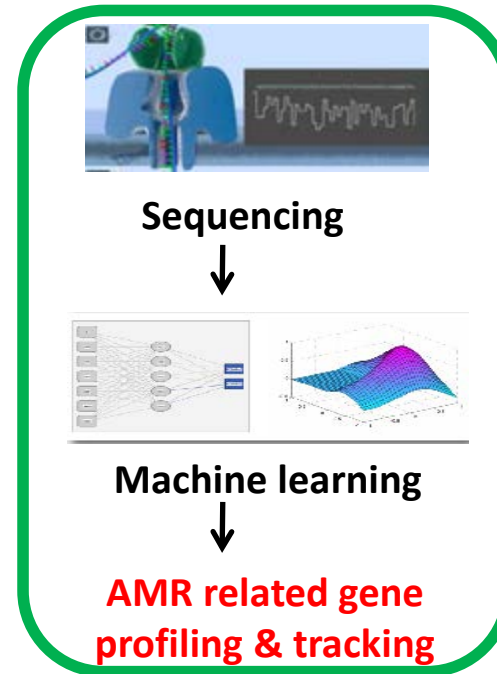 Sequencing
Machine learning
AMR related gene
profiling & tracking